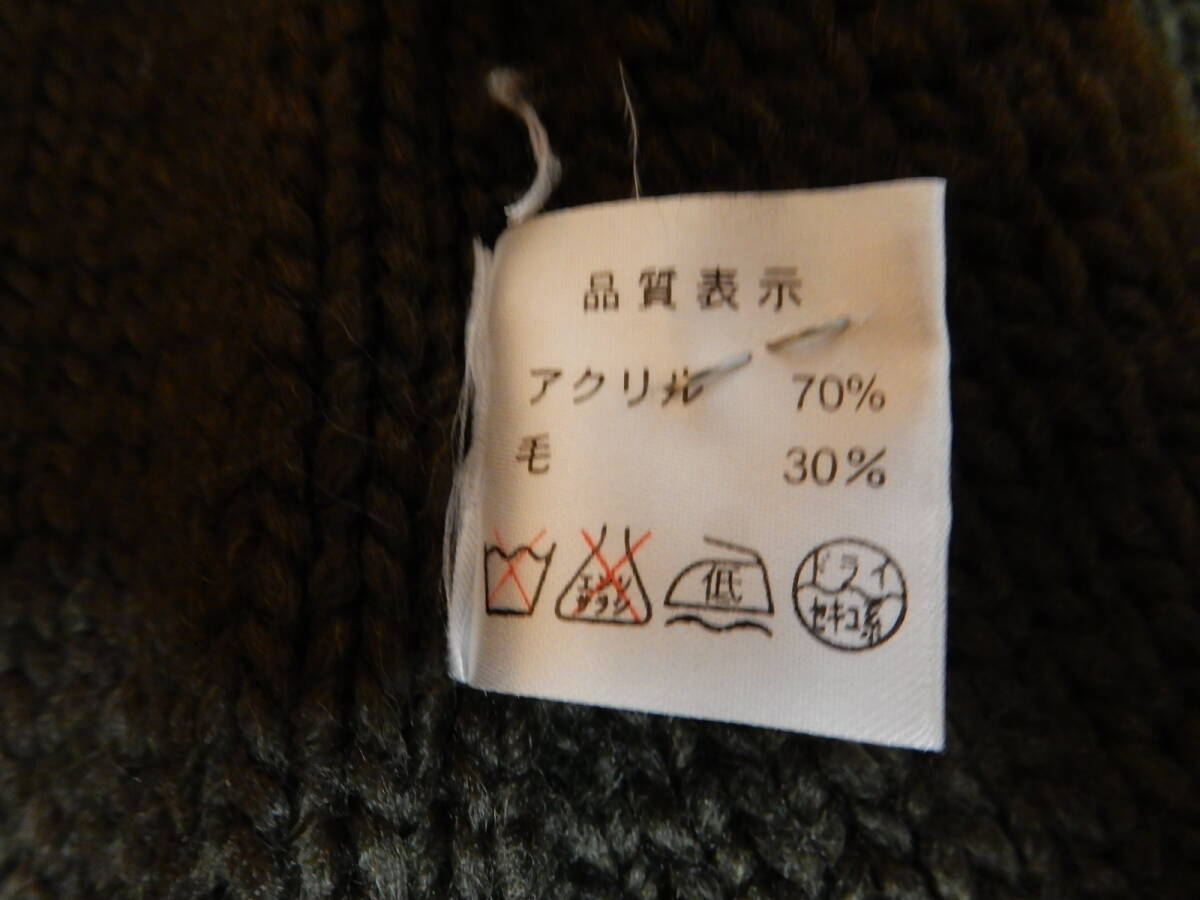 品質表示
アクリル 70%
毛 30%
エンソ 低 ドライ
サラシ セキユ系